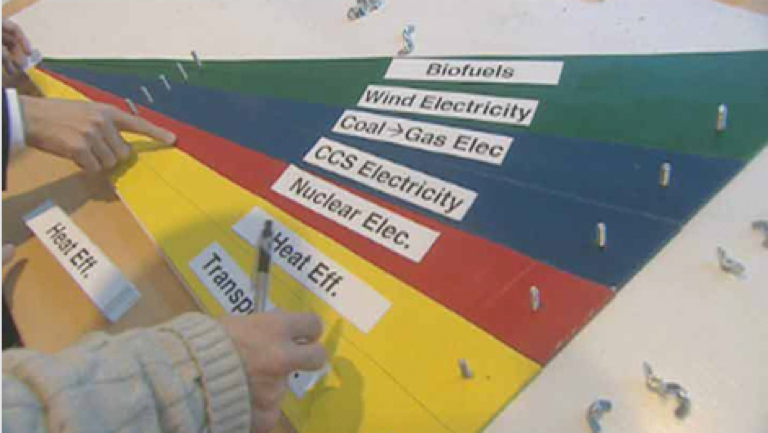 Biofuels
Wind Electricity
Coal→Gas Elec
CCS Electricity
Nuclear Elec.
Heat Eff.
Heat Eff.